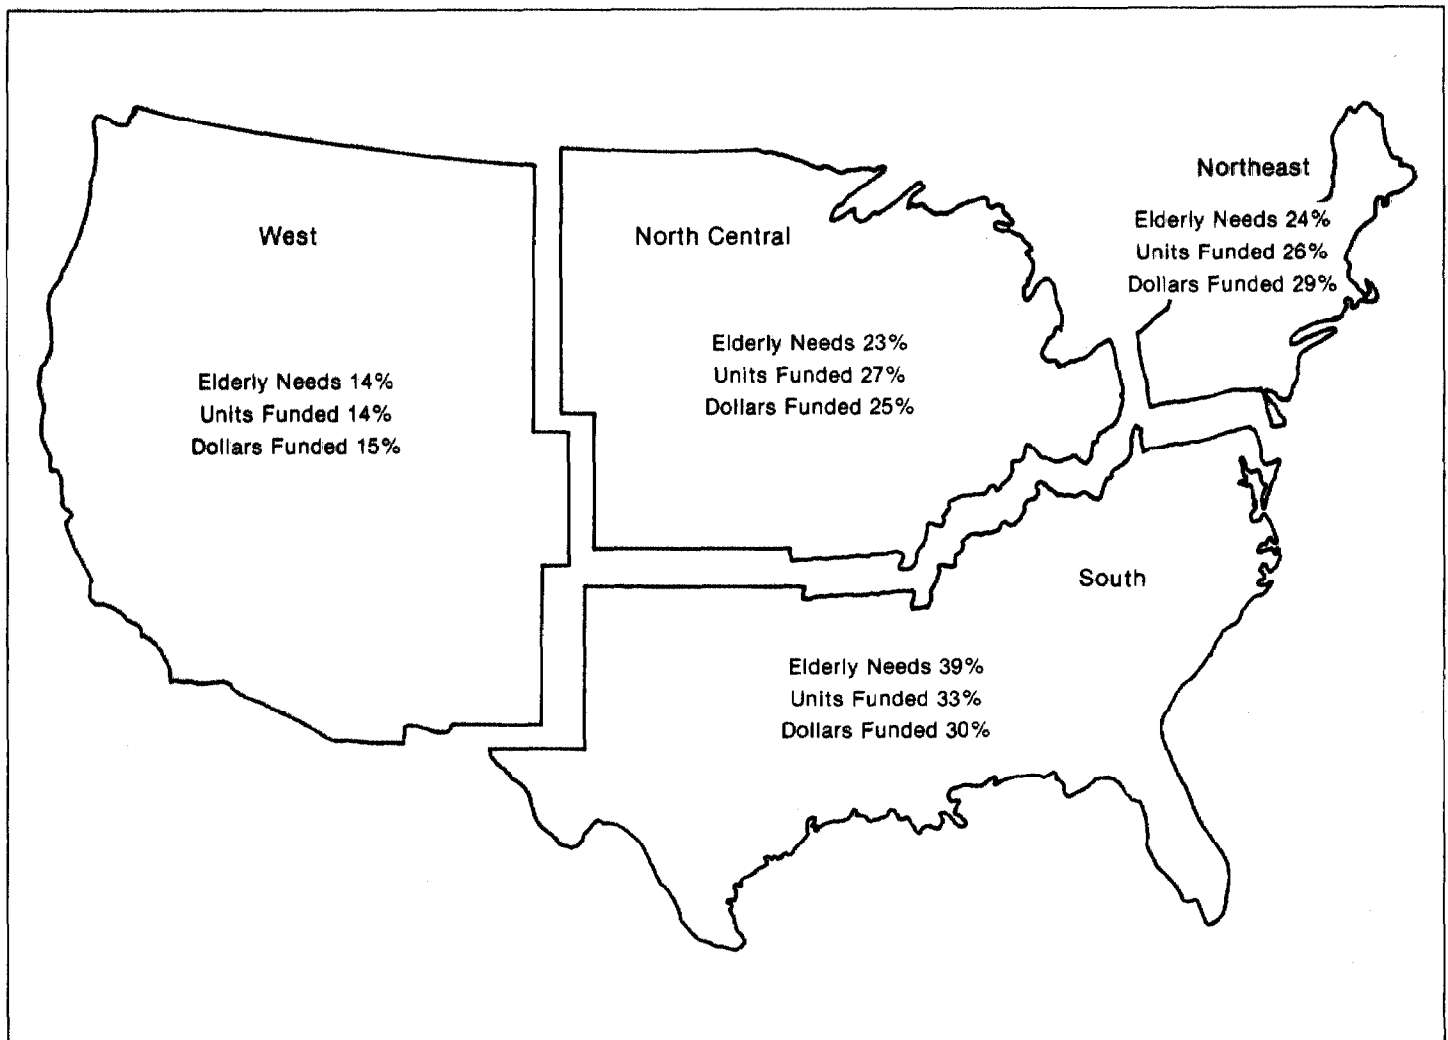 West
Elderly Needs 14%
Units Funded 14%
Dollars Funded 15%
North Central
Elderly Needs 23%
Units Funded 27%
Dollars Funded 25%
Northeast
Elderly Needs 24%
Units Funded 26%
Dollars Funded 29%
South
Elderly Needs 39%
Units Funded 33%
Dollars Funded 30%